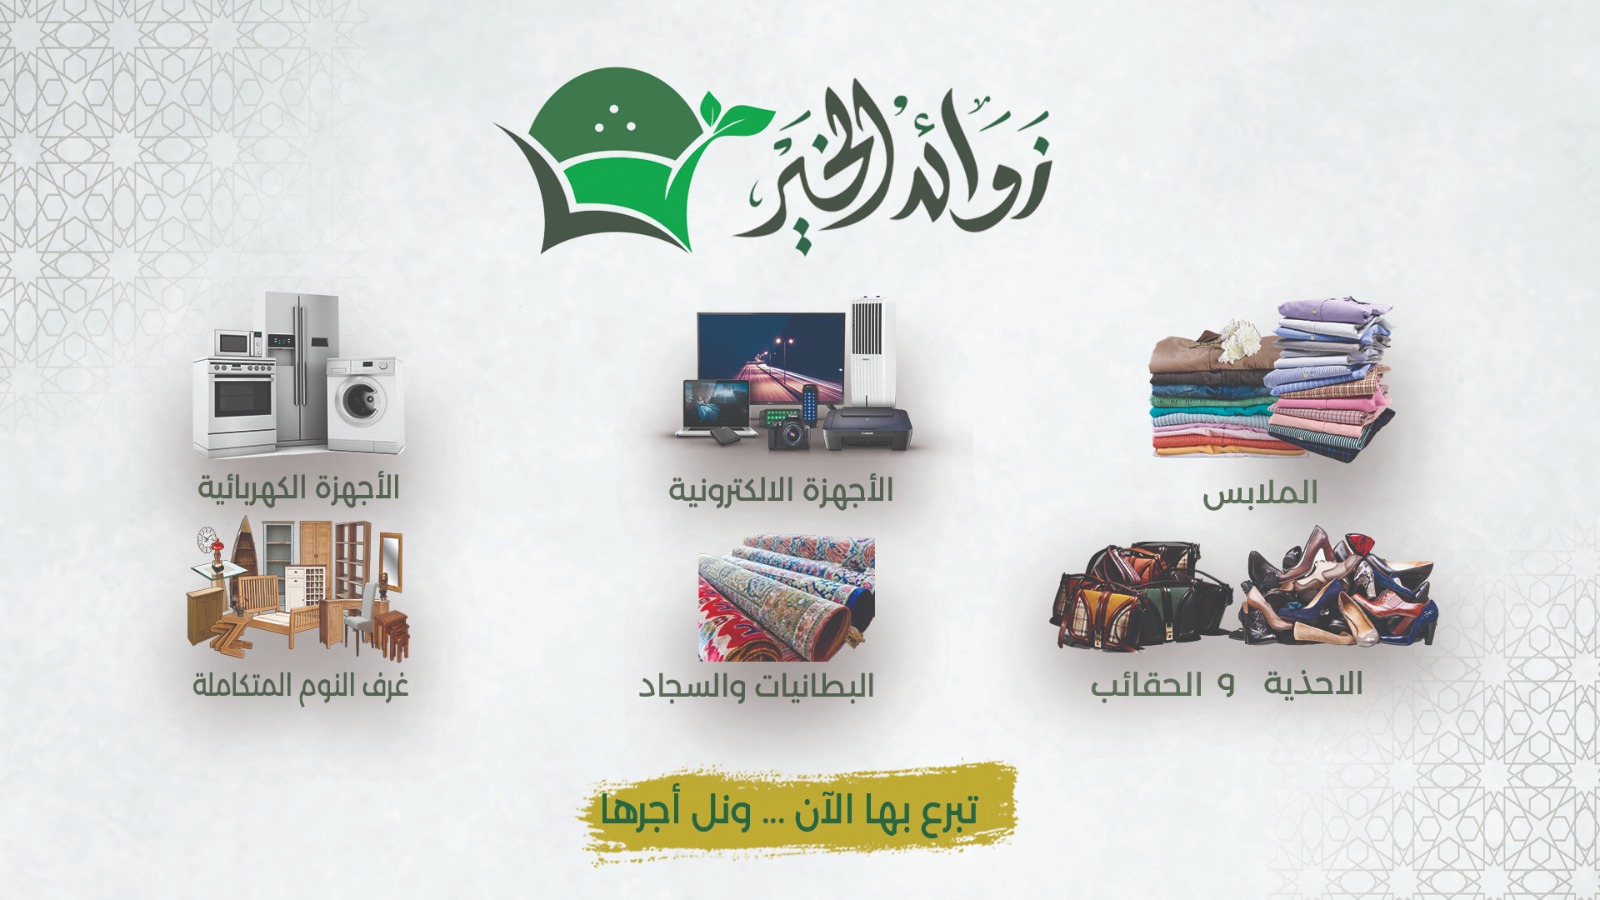 زوائد الخير
الملابس
الأجهزة الالكترونية
الأجهزة الكهربائية
الاحذية و الحقائب
البطانيات والسجاد
غرف النوم المتكاملة
تبرع بها الآن ... ونل أجرها